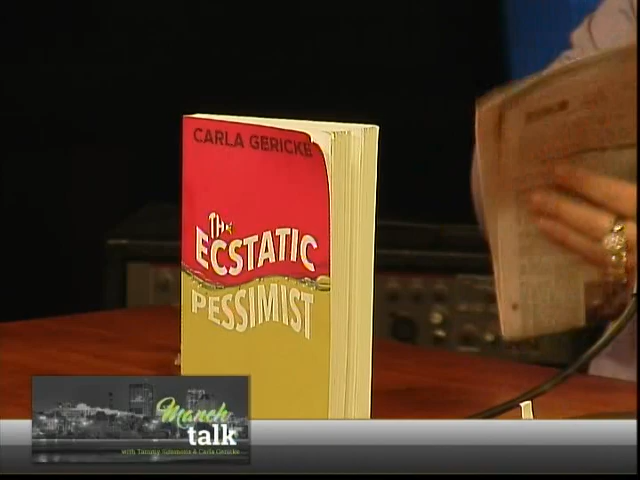 CARLA GERICKE
THE
ECSTATIC
PESSIMIST
Manch
talk
with Tammy Simmons & Carla Gericke